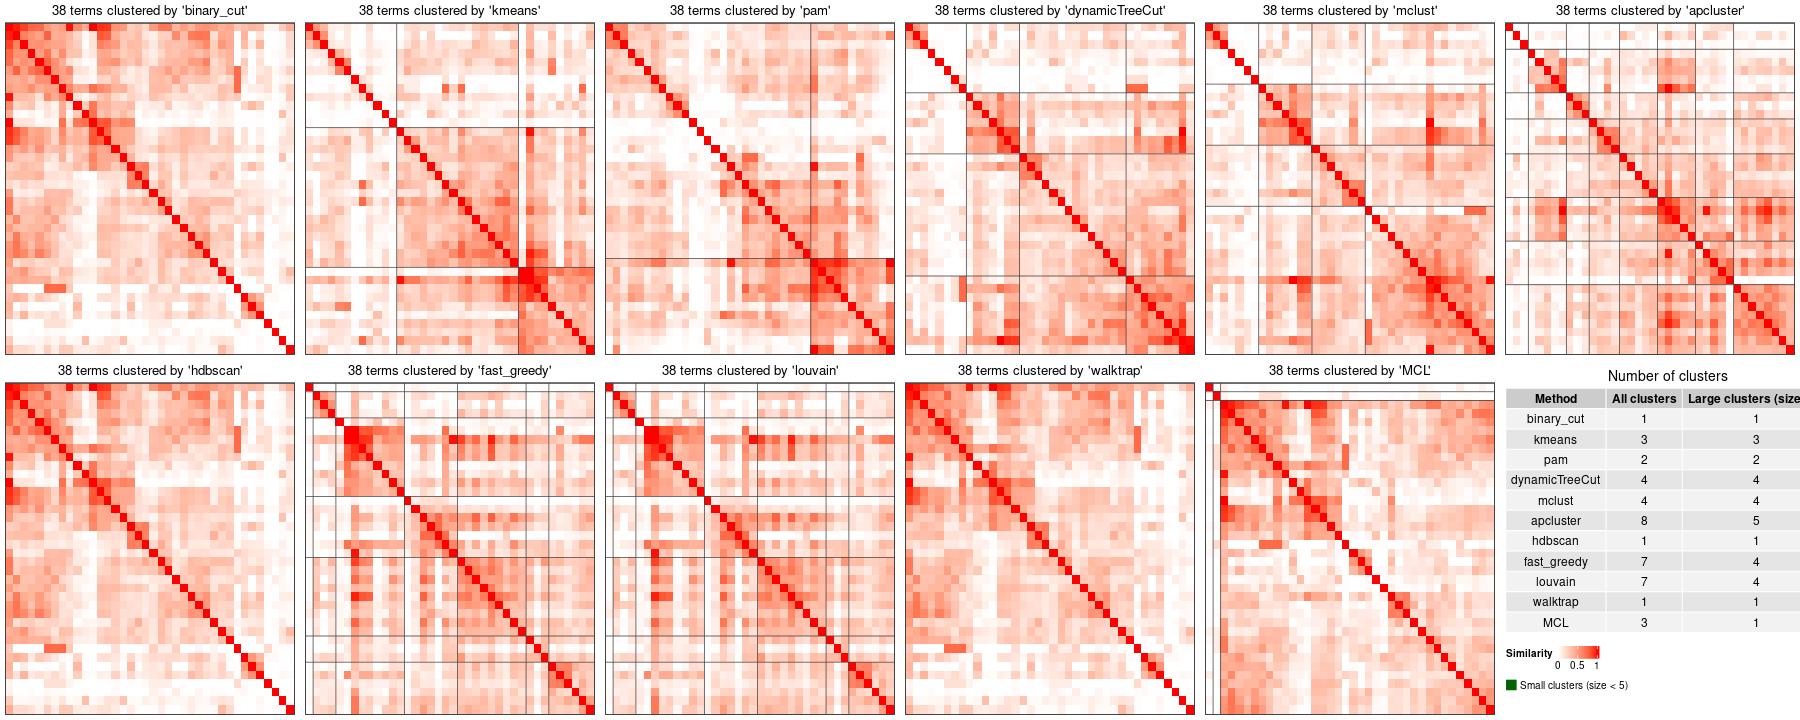 38 terms clustered by 'binary_cut'
38 terms clustered by 'kmeans'
38 terms clustered by 'pam'
38 terms clustered by 'dynamicTreeCut'
38 terms clustered by 'mclust'
38 terms clustered by 'apcluster'
38 terms clustered by 'hdbscan'
38 terms clustered by 'fast_greedy'
38 terms clustered by 'louvain'
38 terms clustered by 'walktrap'
38 terms clustered by 'MCL'
Number of clusters
Method All clusters Large clusters (size
binary_cut 1 1
kmeans 3 3
pam 2 2
dynamicTreeCut 4 4
mclust 4 4
apcluster 8 5
hdbscan 1 1
fast_greedy 7 4
louvain 7 4
walktrap 1 1
MCL 3 1
Similarity
0 0.5 1
Small clusters (size < 5)